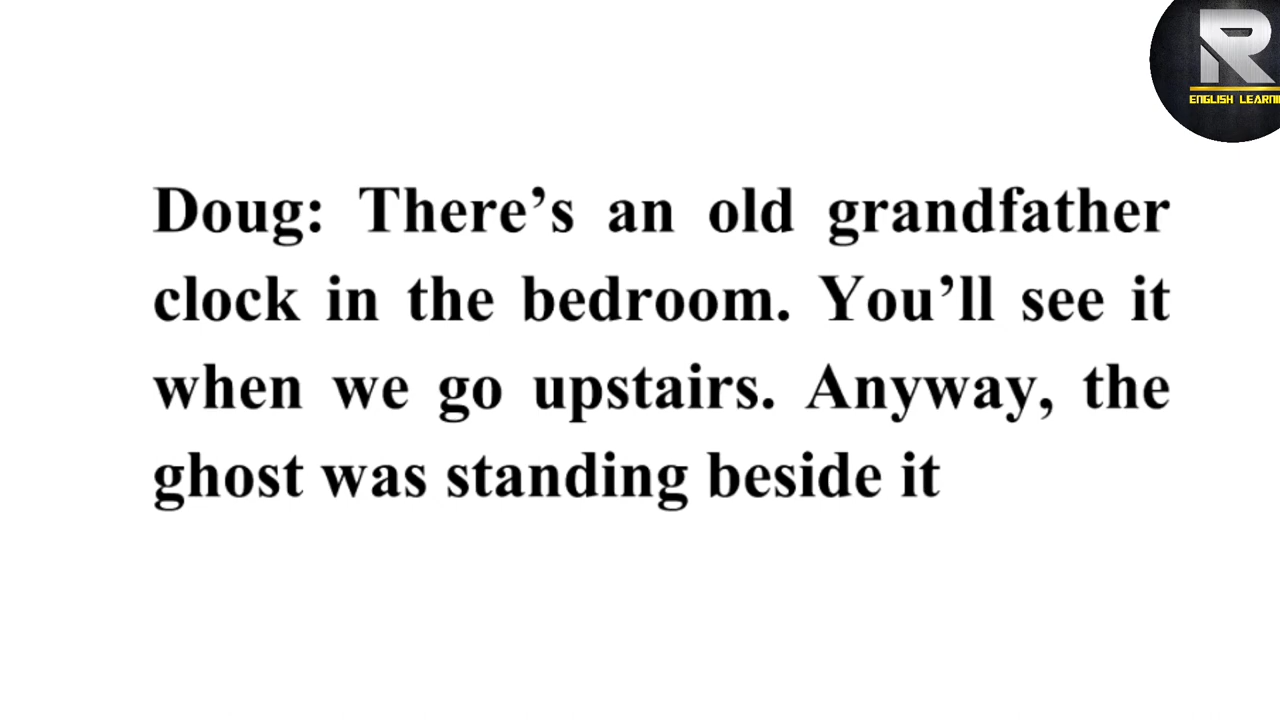 R
ENGLISH LEARNI
Doug: There’s an old grandfather
clock in the bedroom. You’ll see it
when we go upstairs. Anyway, the
ghost was standing beside it